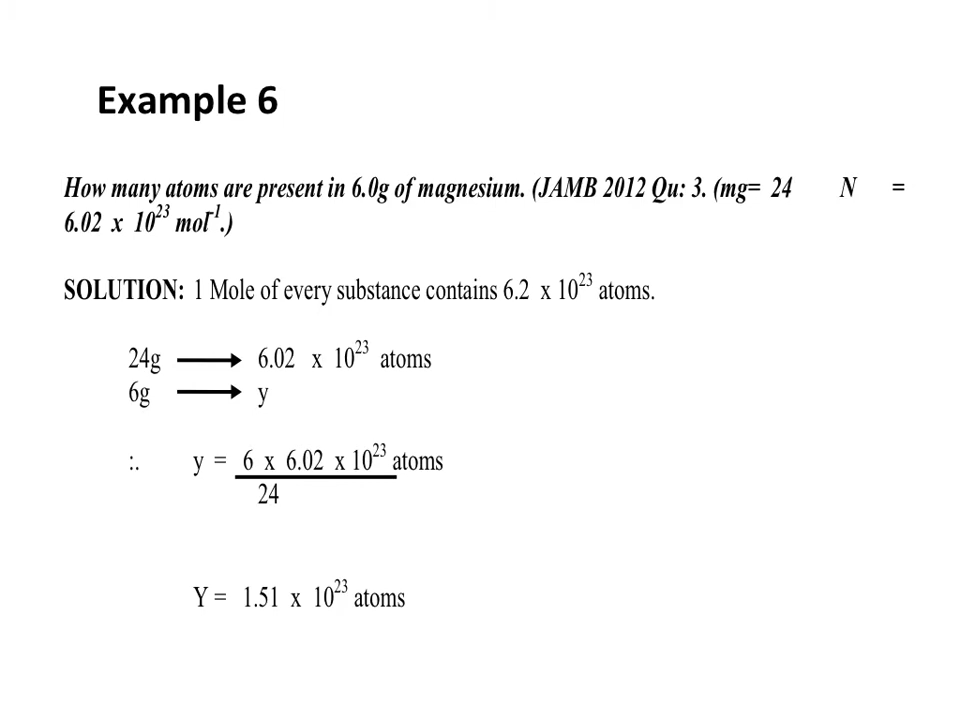 Example 6
How many atoms are present in 6.0g of magnesium. (JAMB 2012 Qu: 3. (mg= 24 N =
6.02 x 10²³ mol⁻¹.)
SOLUTION: 1 Mole of every substance contains 6.2 x 10²³ atoms.
24g → 6.02 x 10²³ atoms
6g → y
:. y = 6 x 6.02 x 10²³ atoms
24
Y = 1.51 x 10²³ atoms